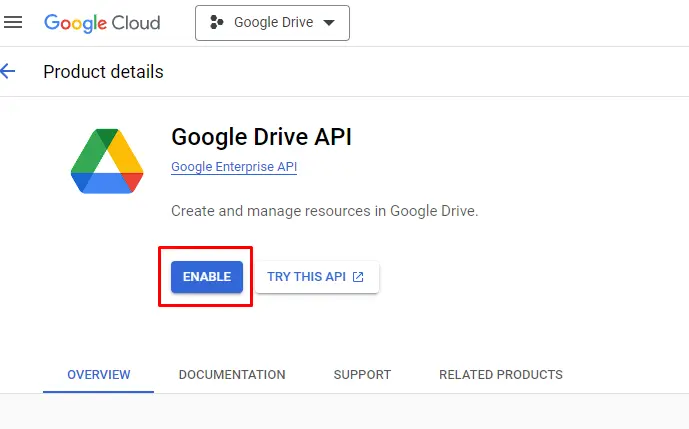 Google Cloud
Google Drive
Product details
Google Drive API
Google Enterprise API
Create and manage resources in Google Drive.
ENABLE
TRY THIS API
OVERVIEW
DOCUMENTATION
SUPPORT
RELATED PRODUCTS